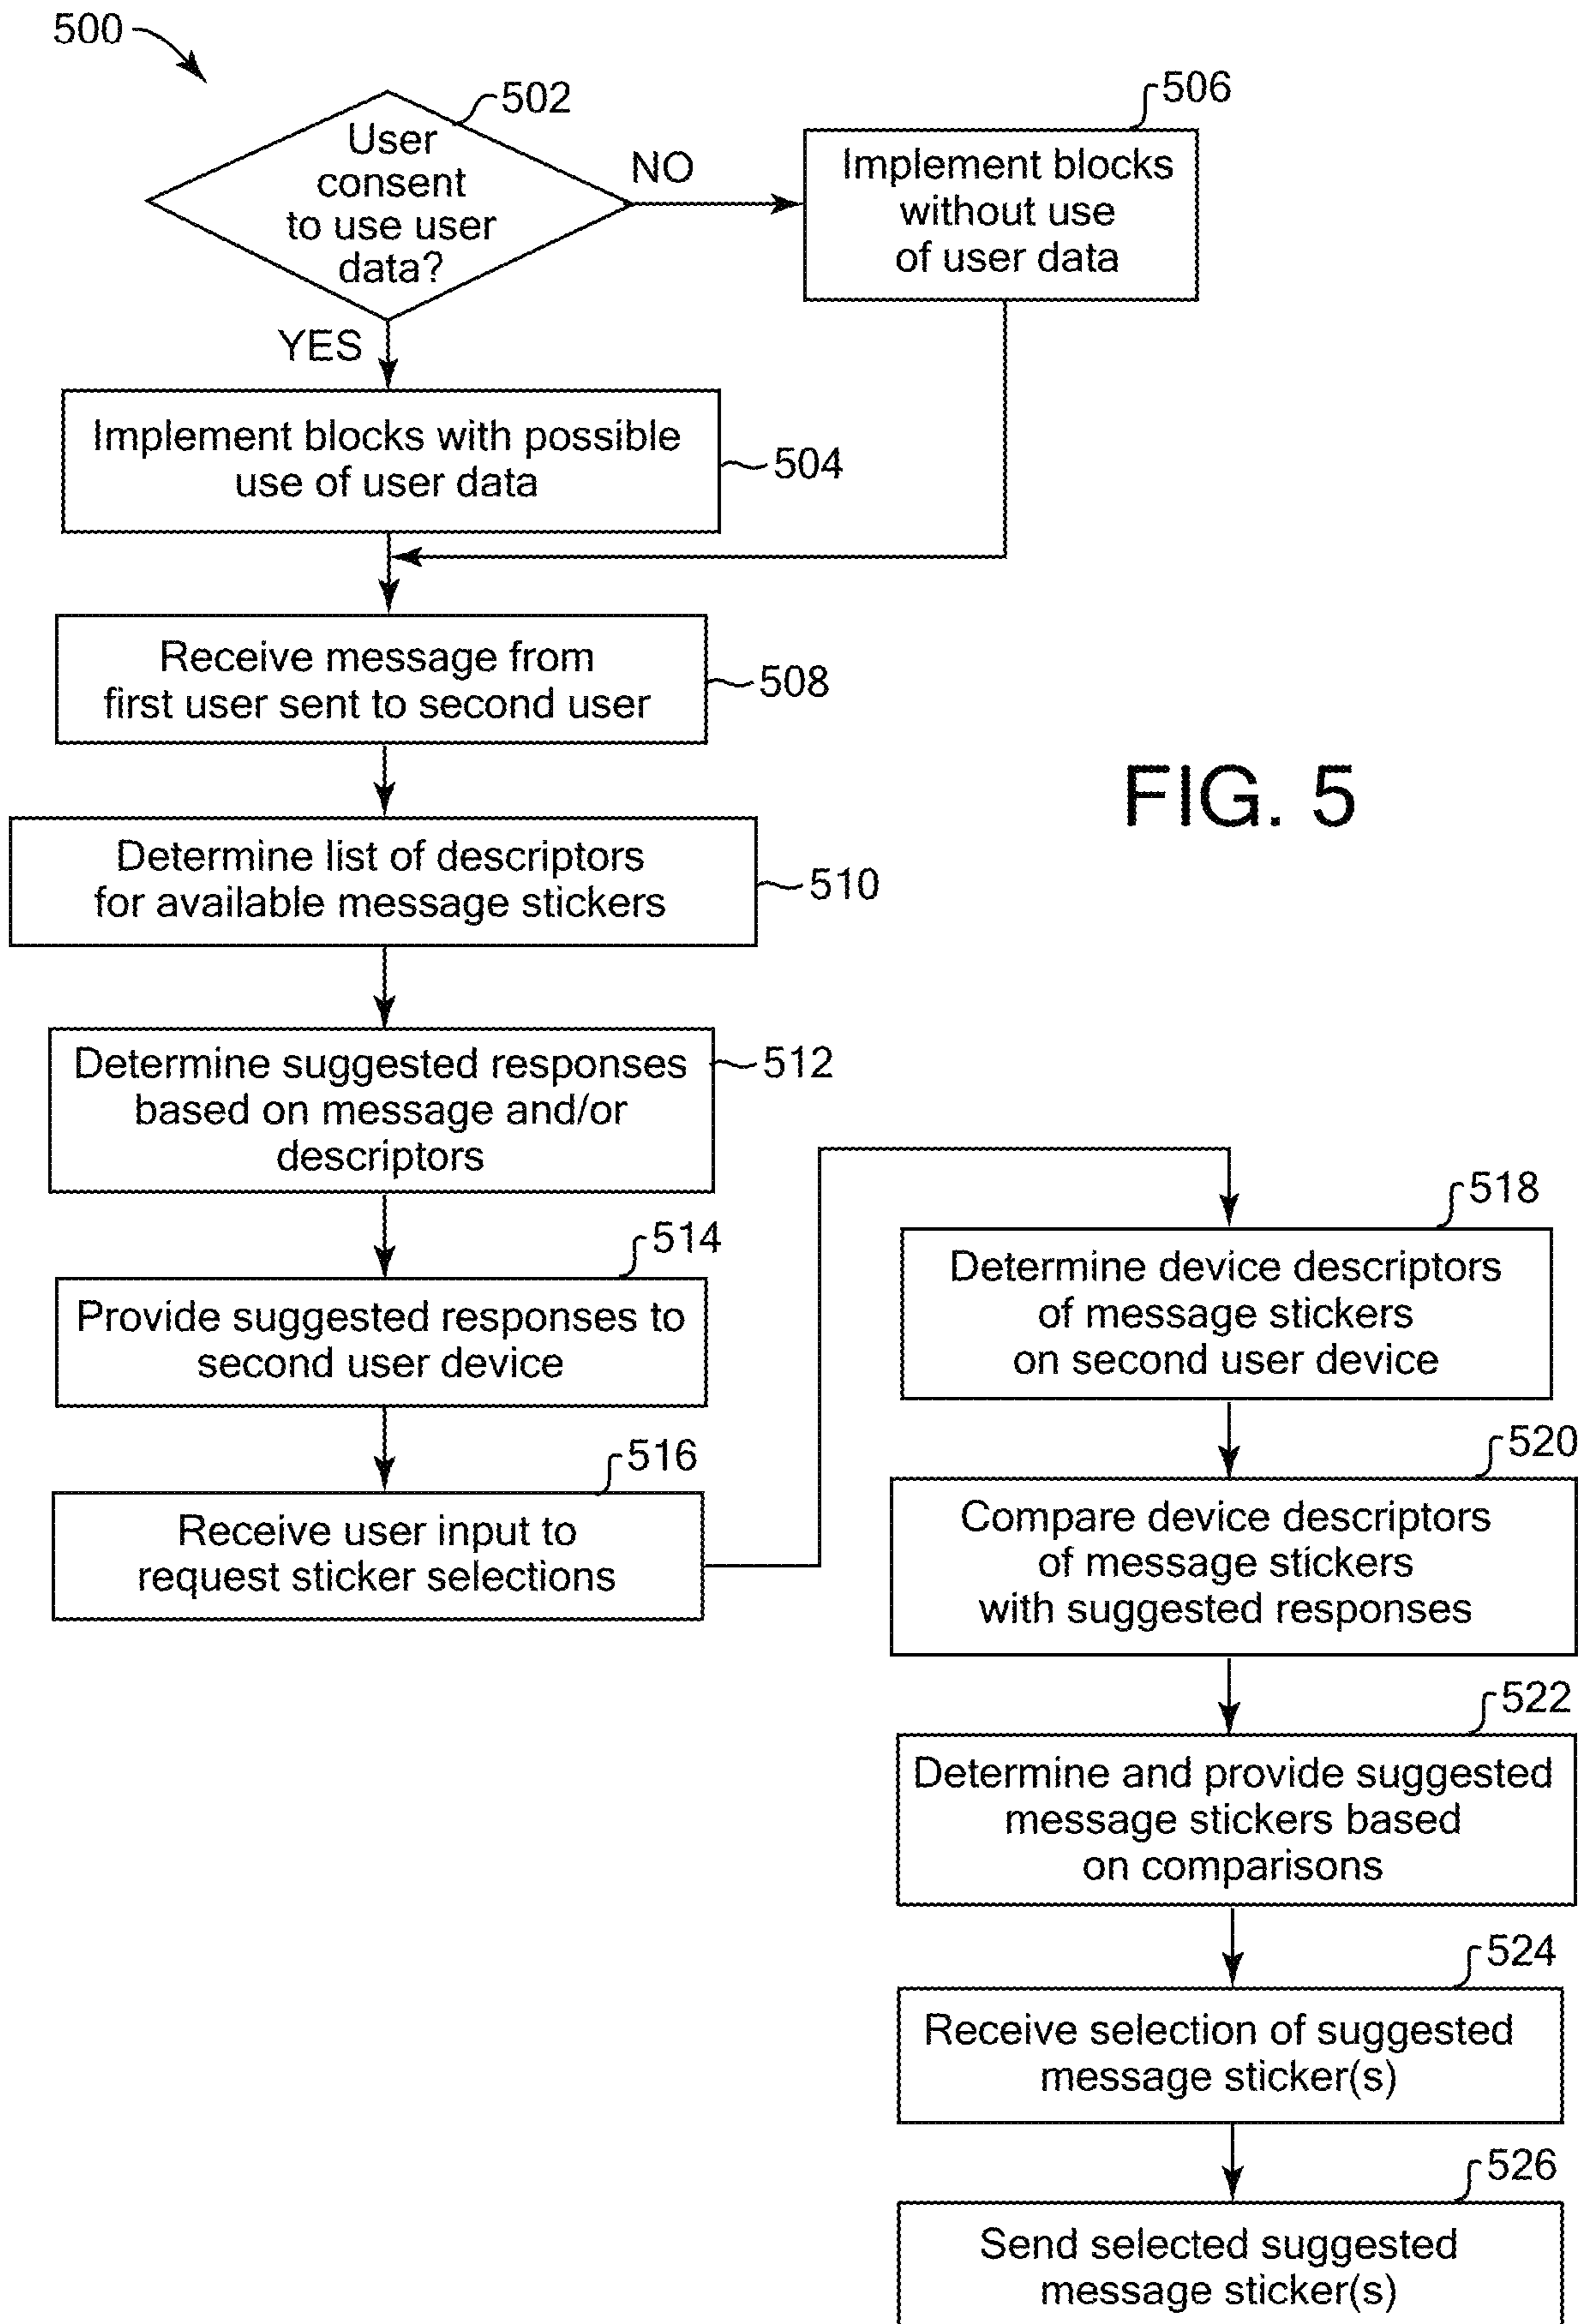 500
502
User
consent
to use user
data?
NO
506
Implement blocks
without use
of user data
YES
Implement blocks with possible
use of user data
504
Receive message from
first user sent to second user
508
FIG. 5
Determine list of descriptors
for available message stickers
510
Determine suggested responses
based on message and/or
descriptors
512
514
Provide suggested responses to
second user device
516
Receive user input to
request sticker selections
518
Determine device descriptors
of message stickers
on second user device
520
Compare device descriptors
of message stickers
with suggested responses
522
Determine and provide suggested
message stickers based
on comparisons
524
Receive selection of suggested
message sticker(s)
526
Send selected suggested
message sticker(s)